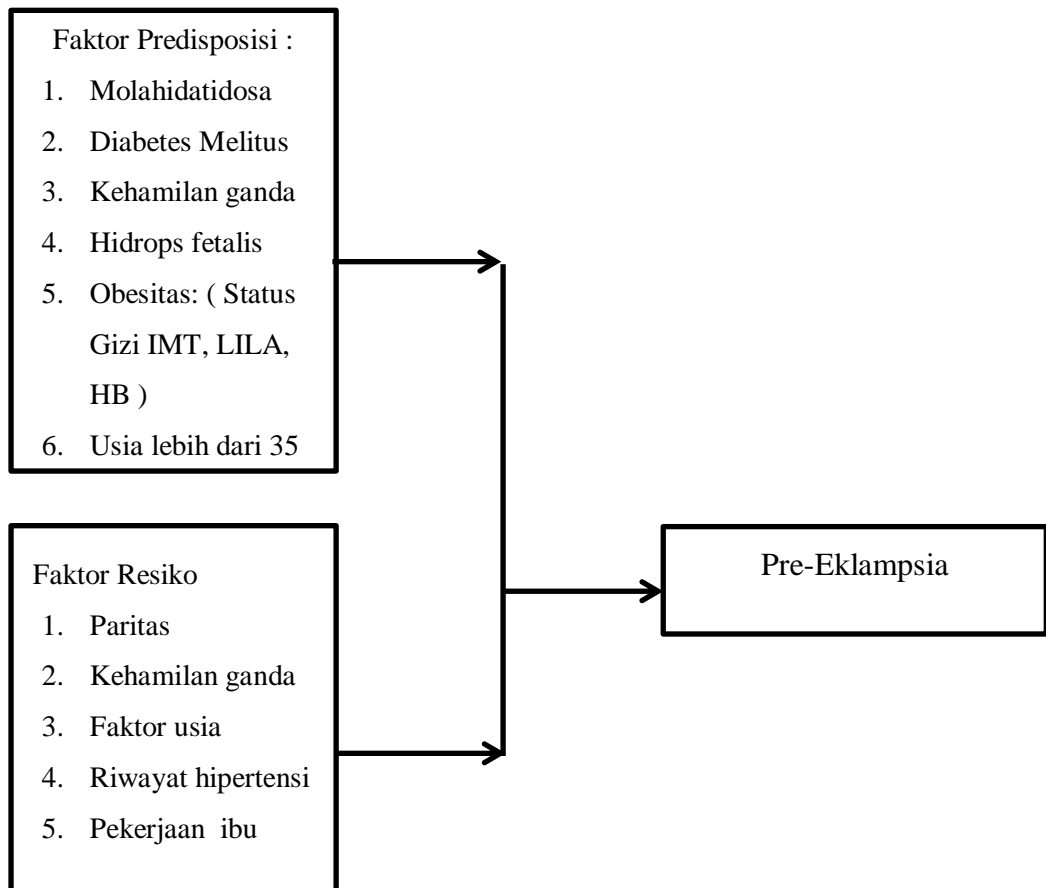 Faktor Predisposisi :
1. Molahidatidosa
2. Diabetes Melitus
3. Kehamilan ganda
4. Hidrops fetalis
5. Obesitas: ( Status
Gizi IMT, LILA,
HB )
6. Usia lebih dari 35
Faktor Resiko
1. Paritas
2. Kehamilan ganda
3. Faktor usia
4. Riwayat hipertensi
5. Pekerjaan ibu
Pre-Eklampsia